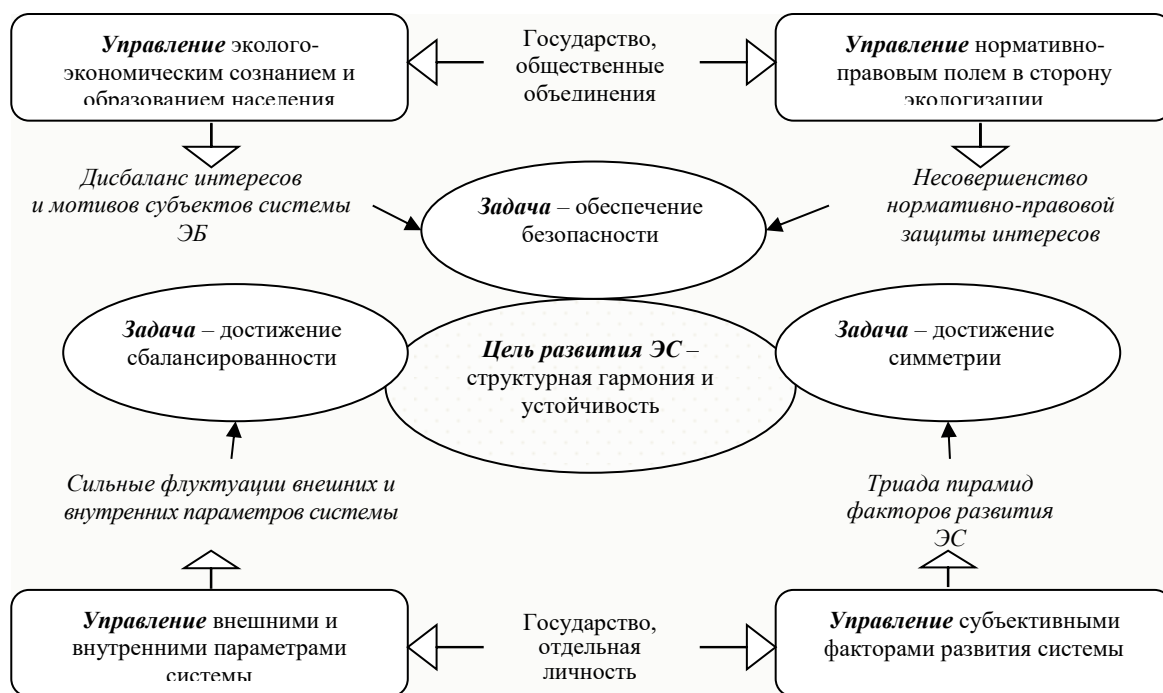 Управление эколого-
экономическим сознанием и
образованием населения
Государство,
общественные
объединения
Управление нормативно-
правовым полем в сторону
экологизации
Дисбаланс интересов
и мотивов субъектов системы
ЭБ
Задача – обеспечение
безопасности
Несовершенство
нормативно-правовой
защиты интересов
Задача – достижение
сбалансированности
Цель развития ЭС –
структурная гармония и
устойчивость
Задача – достижение
симметрии
Сильные флуктуации внешних и
внутренних параметров системы
Триада пирамид
факторов развития
ЭС
Управление внешними и
внутренними параметрами
системы
Государство,
отдельная
личность
Управление субъективными
факторами развития системы